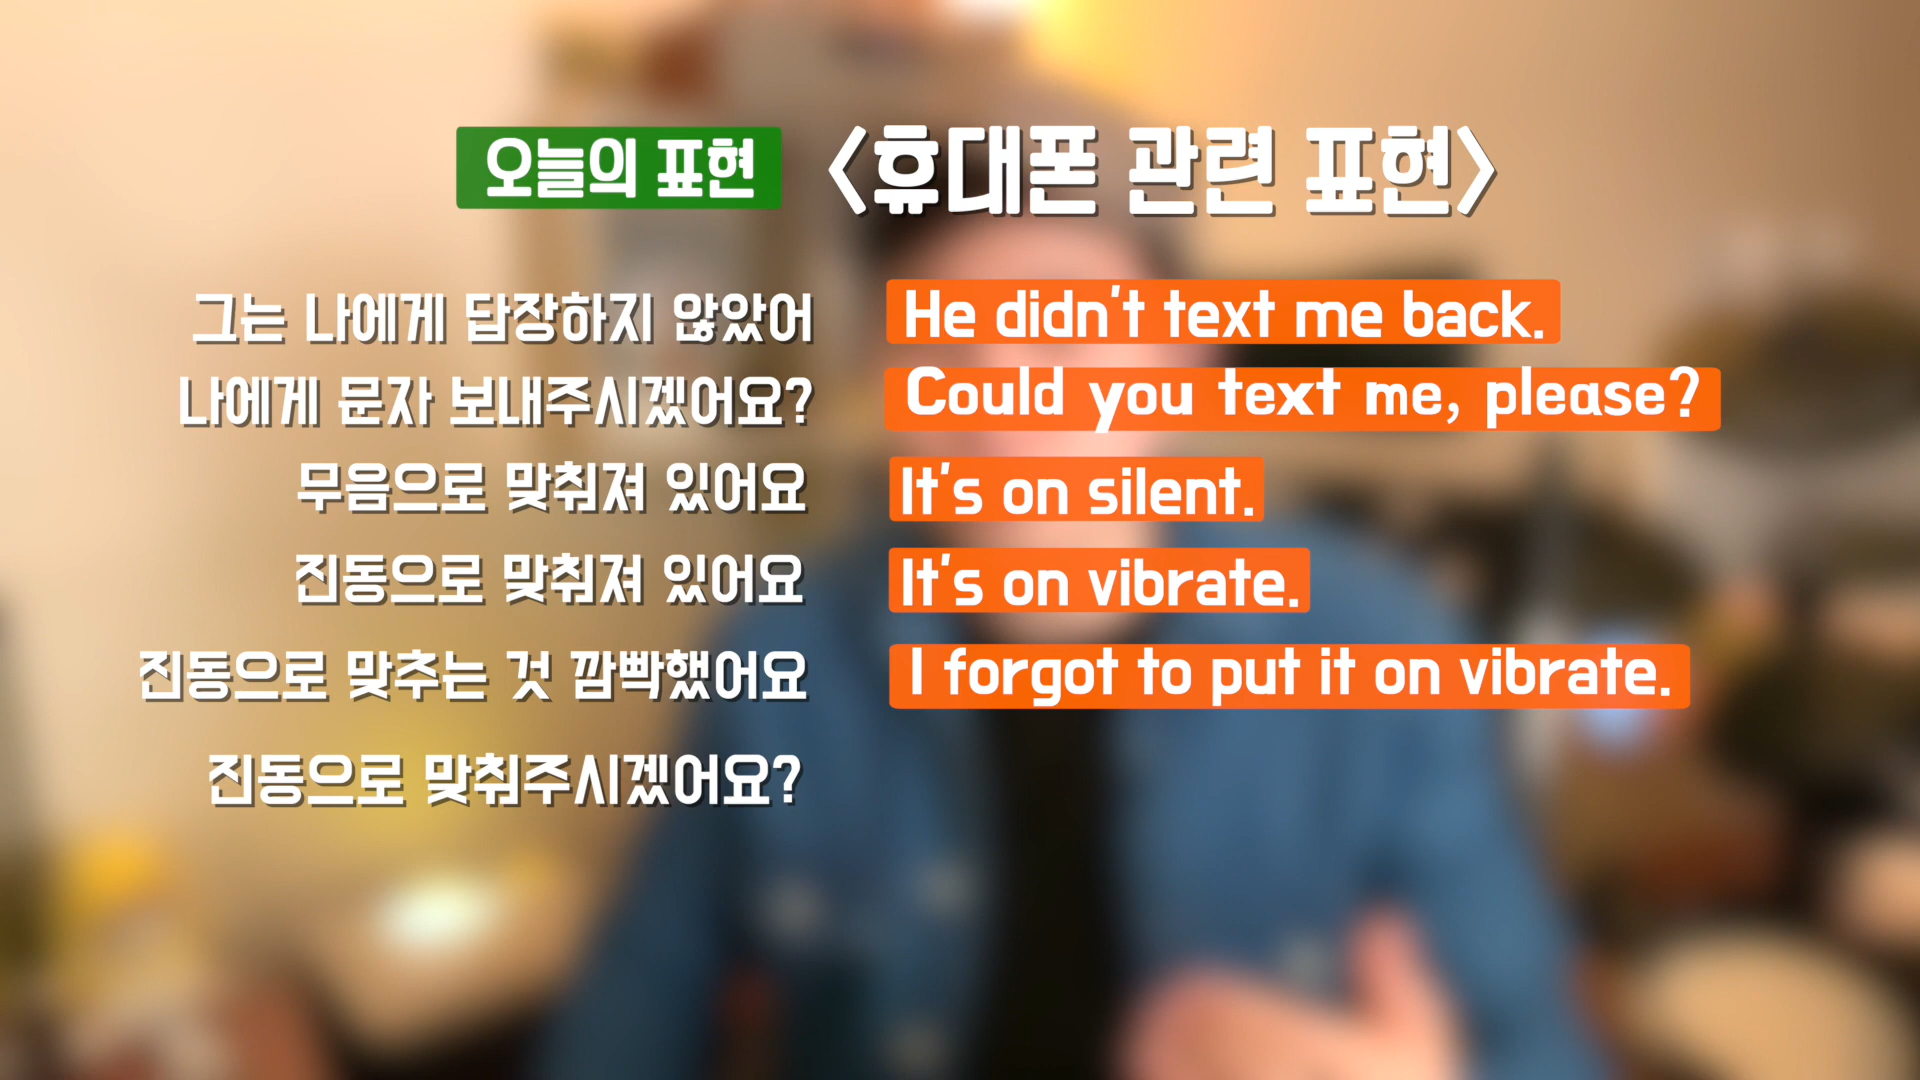 오늘의 표현 <휴대폰 관련 표현>
그는 나에게 답장하지 않았어 He didn't text me back.
나에게 문자 보내주시겠어요? Could you text me, please?
무음으로 맞춰져 있어요 It's on silent.
진동으로 맞춰져 있어요 It's on vibrate.
진동으로 맞추는 것 깜빡했어요 I forgot to put it on vibrate.
진동으로 맞춰주시겠어요?